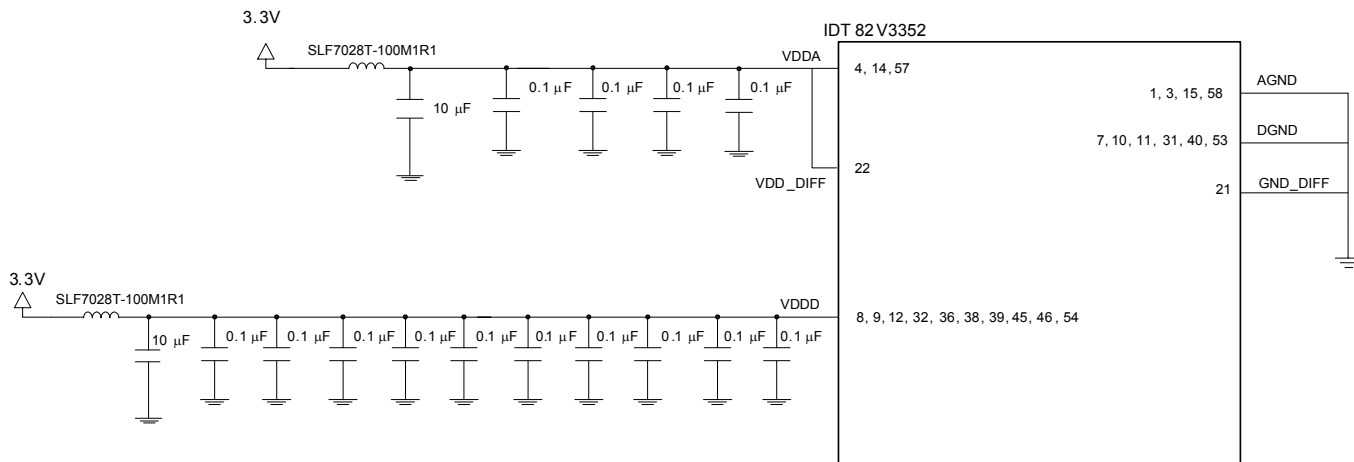 3.3V
IDT 82V3352
SLF7028T-100M1R1
VDDA
4, 14, 57
10 µF
0.1 µF
0.1 µF
0.1 µF
0.1 µF
1, 3, 15, 58
AGND
7, 10, 11, 31, 40, 53
DGND
VDD_DIFF
22
21
GND_DIFF
3.3V
SLF7028T-100M1R1
VDDD
8, 9, 12, 32, 36, 38, 39, 45, 46, 54
10 µF
0.1 µF
0.1 µF
0.1 µF
0.1 µF
0.1 µF
0.1 µF
0.1 µF
0.1 µF
0.1 µF
0.1 µF